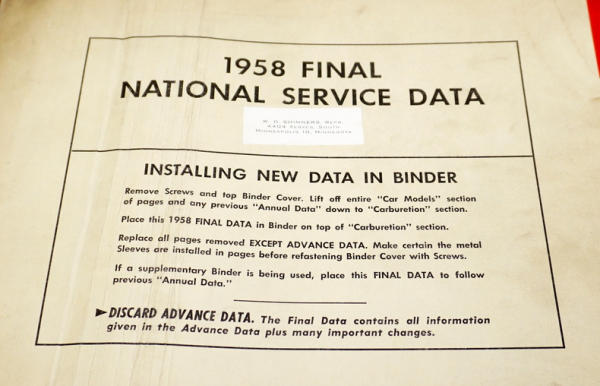 1958 FINAL
NATIONAL SERVICE DATA
INSTALLING NEW DATA IN BINDER
Remove Screws and top Binder Cover. Lift off entire "Car Models" section
of pages and any previous "Annual Data" down to "Carburetion" section.
Place this 1958 FINAL DATA in Binder on top of "Carburetion" section.
Replace all pages removed EXCEPT ADVANCE DATA. Make certain the metal
Sleeves are installed in pages before refastening Binder Cover with Screws.
If a supplementary Binder is being used, place this FINAL DATA to follow
previous "Annual Data."
►DISCARD ADVANCE DATA. The Final Data contains all information
given in the Advance Data plus many important changes.